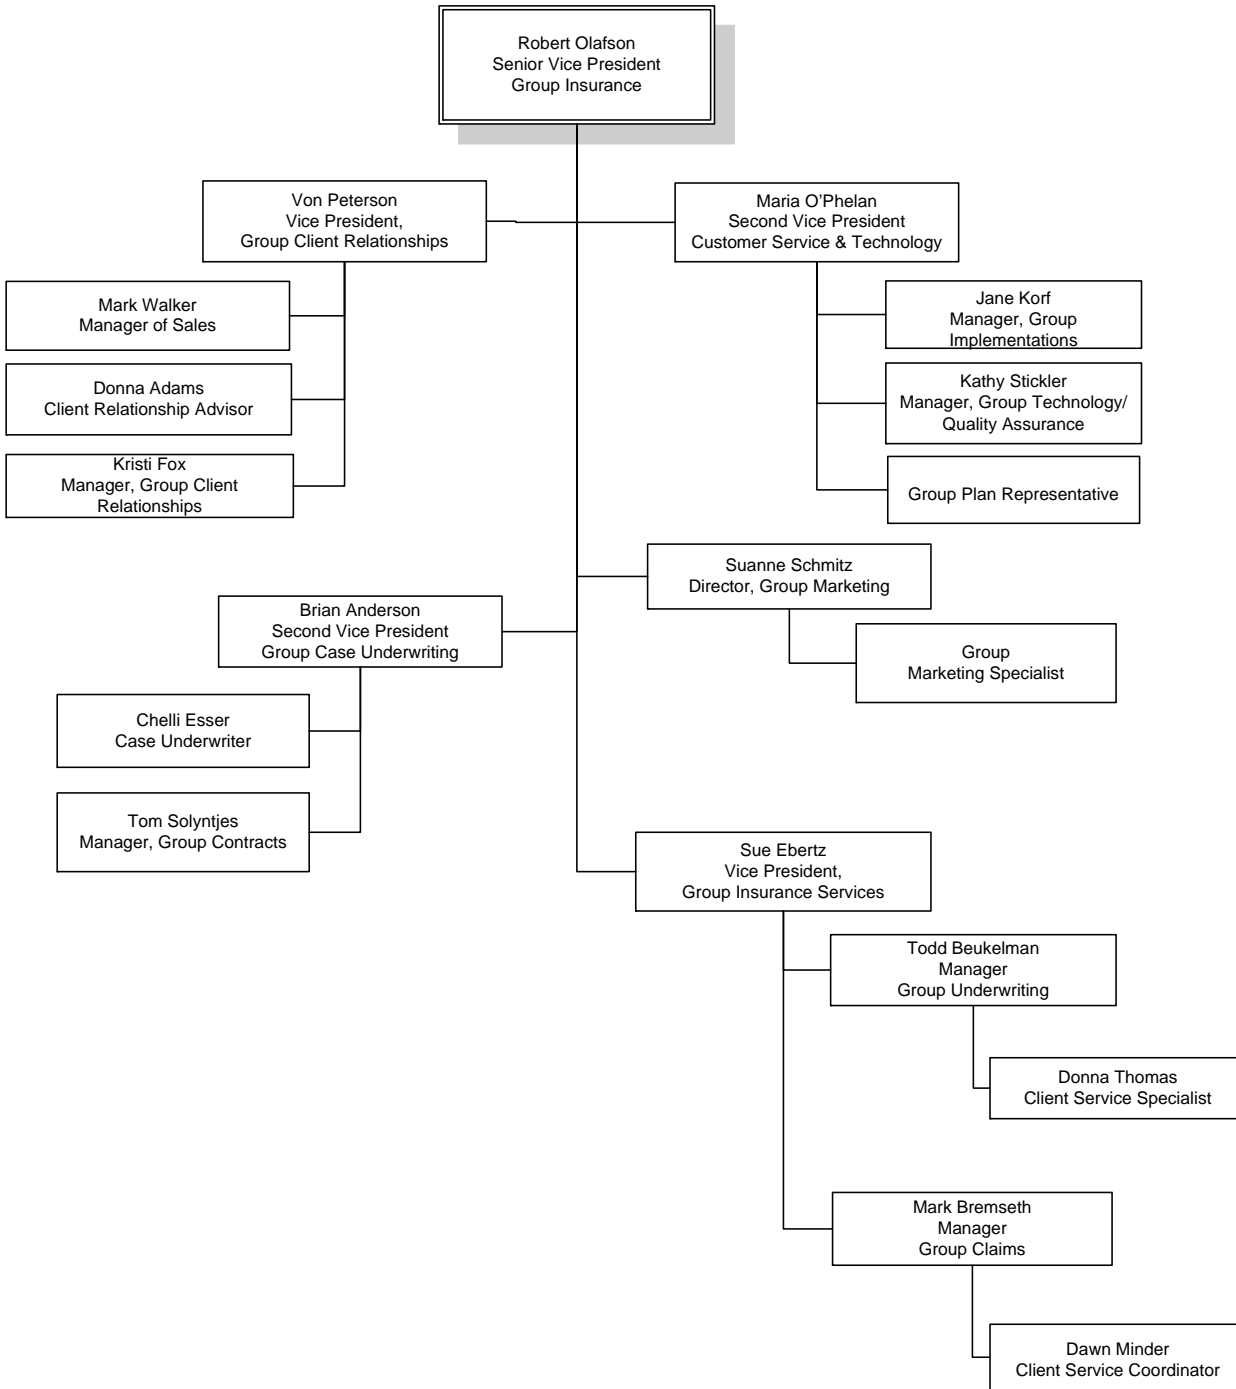 Robert Olafson
Senior Vice President
Group Insurance
Von Peterson
Vice President,
Group Client Relationships
Maria O'Phelan
Second Vice President
Customer Service & Technology
Mark Walker
Manager of Sales
Donna Adams
Client Relationship Advisor
Kristi Fox
Manager, Group Client
Relationships
Jane Korf
Manager, Group
Implementations
Kathy Stickler
Manager, Group Technology/
Quality Assurance
Group Plan Representative
Suanne Schmitz
Director, Group Marketing
Group
Marketing Specialist
Brian Anderson
Second Vice President
Group Case Underwriting
Chelli Esser
Case Underwriter
Tom Solyntjes
Manager, Group Contracts
Sue Ebertz
Vice President,
Group Insurance Services
Todd Beukelman
Manager
Group Underwriting
Donna Thomas
Client Service Specialist
Mark Bremseth
Manager
Group Claims
Dawn Minder
Client Service Coordinator